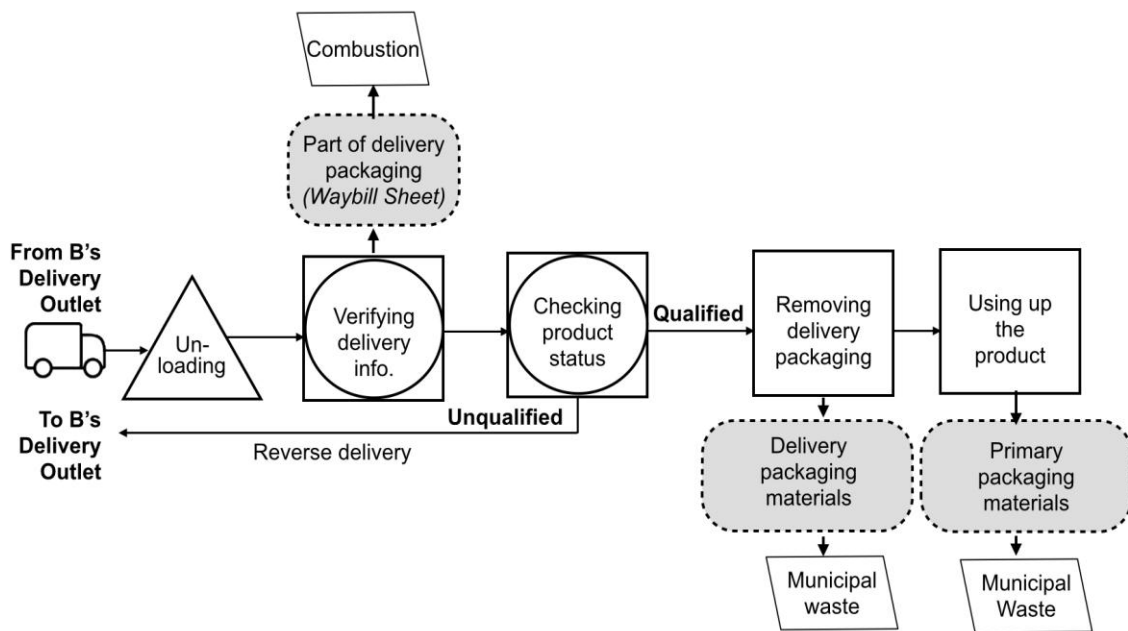 Combustion
Part of delivery
packaging
(Waybill Sheet)
From B's
Delivery
Outlet
Un-
loading
Verifying
delivery
info.
Checking
product
status
Qualified
Removing
delivery
packaging
Using up
the
product
Unqualified
To B's
Delivery
Outlet
Reverse delivery
Delivery
packaging
materials
Primary
packaging
materials
Municipal
waste
Municipal
Waste